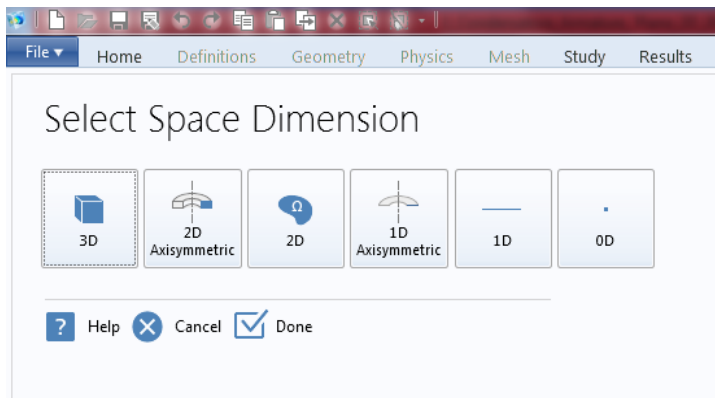 File Home Definitions Geometry Physics Mesh Study Results
Select Space Dimension
3D
2D
Axisymmetric
Ω
2D
1D
Axisymmetric
1D
0D
? Help Cancel Done